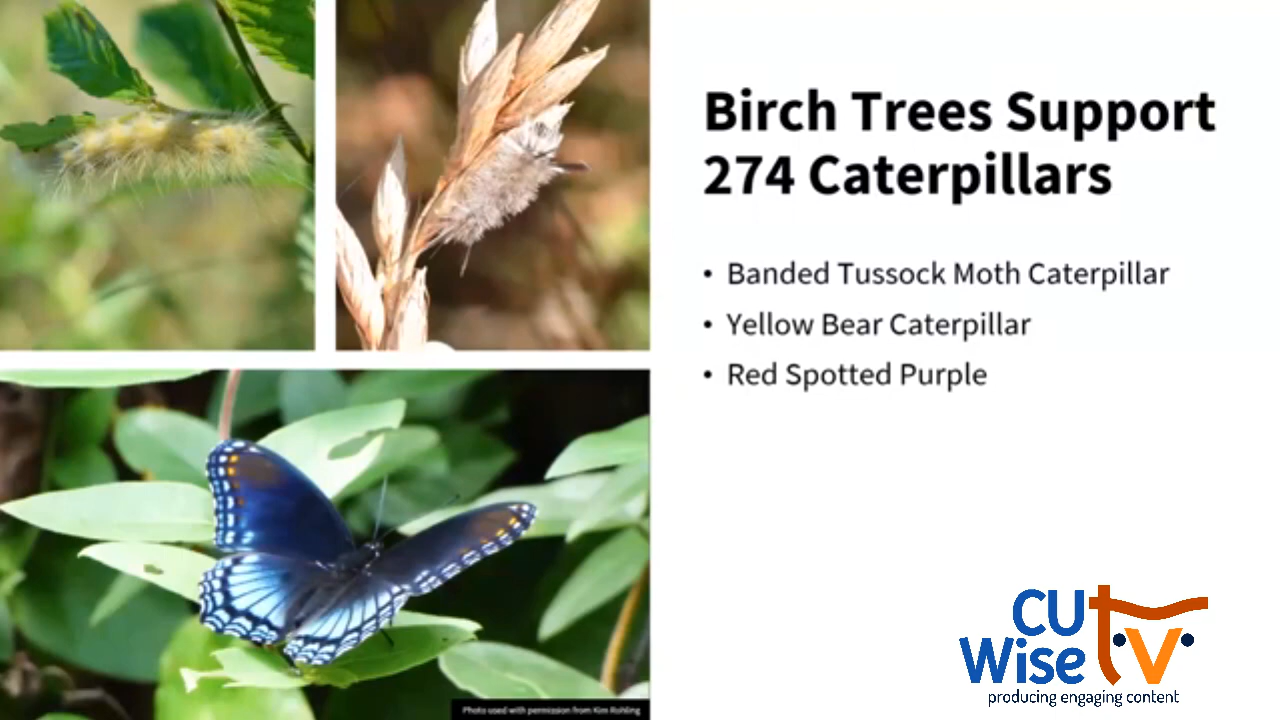 Birch Trees Support
274 Caterpillars
• Banded Tussock Moth Caterpillar
• Yellow Bear Caterpillar
• Red Spotted Purple
CU
Wise tv
producing engaging content
Photo used with permission from Kim Rohling